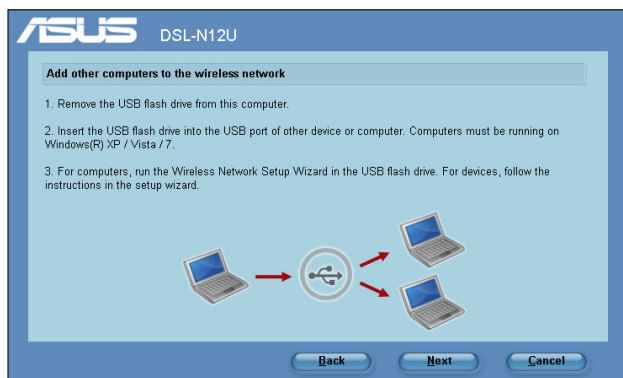 ASUS DSL-N12U
Add other computers to the wireless network
1. Remove the USB flash drive from this computer.
2. Insert the USB flash drive into the USB port of other device or computer. Computers must be running on
Windows(R) XP / Vista / 7.
3. For computers, run the Wireless Network Setup Wizard in the USB flash drive. For devices, follow the
instructions in the setup wizard.
Back Next Cancel